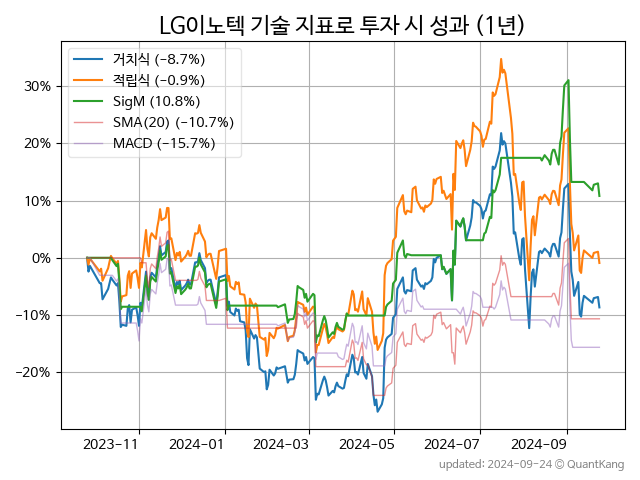 LG이노텍 기술 지표로 투자 시 성과 (1년)
거치식 (−8.7%)
적립식 (−0.9%)
SigM (10.8%)
SMA(20) (−10.7%)
MACD (−15.7%)
30%
20%
10%
0%
−10%
−20%
2023-11
2024-01
2024-03
2024-05
2024-07
2024-09
updated: 2024-09-24 © QuantKang